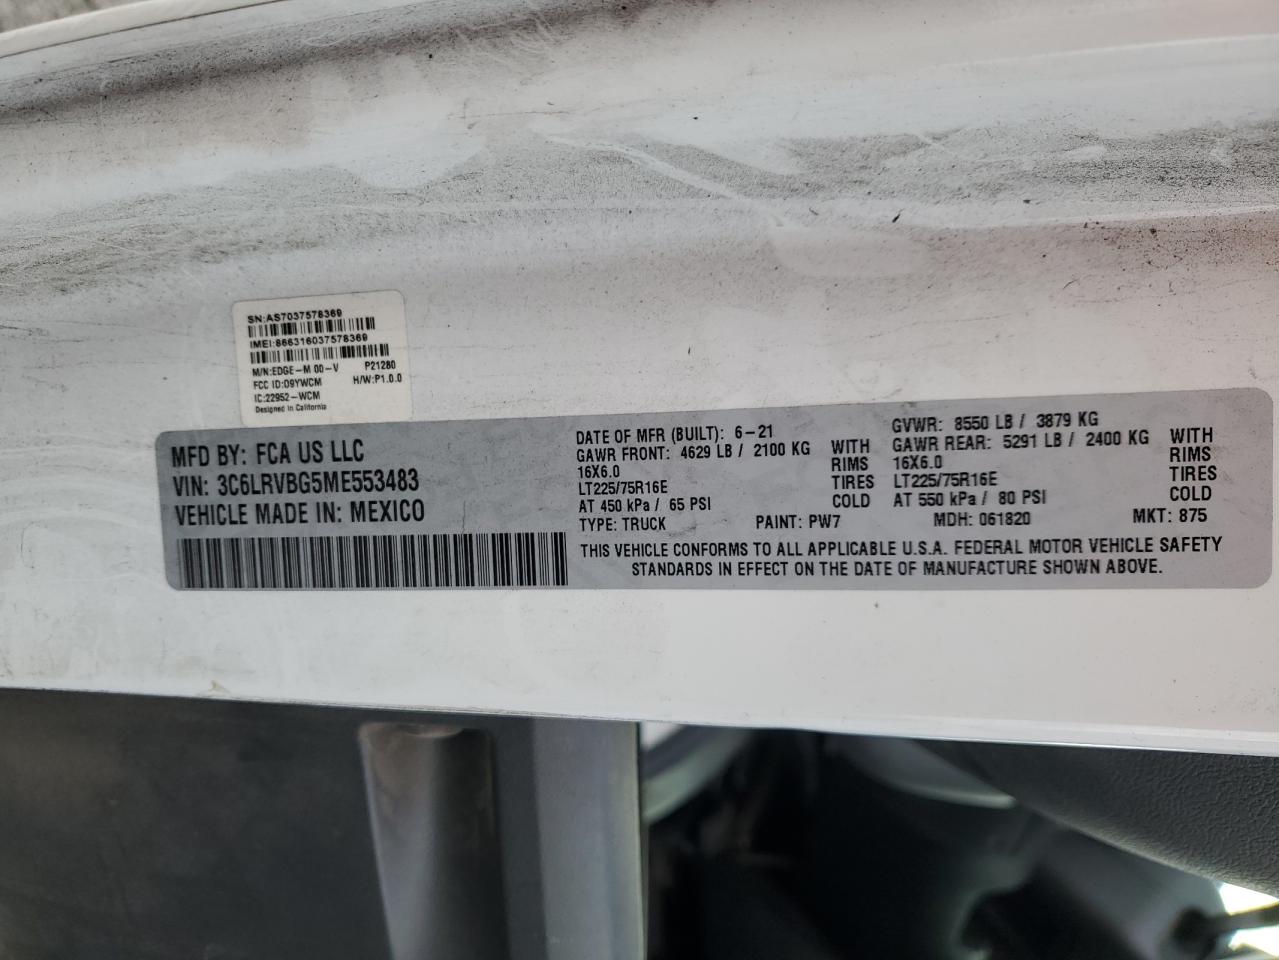 SN:AS7037578369
IMEI:866316037578369
M/N:EDGE-M 00-V P21280
FCC ID:O9YWCM H/W:P1.0.0
IC:22952-WCM
Designed in California
MFD BY: FCA US LLC
VIN: 3C6LRVBG5ME553483
VEHICLE MADE IN: MEXICO
DATE OF MFR (BUILT): 6-21 GVWR: 8550 LB / 3879 KG
GAWR FRONT: 4629 LB / 2100 KG WITH GAWR REAR: 5291 LB / 2400 KG WITH
16X6.0 RIMS 16X6.0 RIMS
LT225/75R16E TIRES LT225/75R16E TIRES
AT 450 kPa / 65 PSI COLD AT 550 kPa / 80 PSI COLD
TYPE: TRUCK PAINT: PW7 MDH: 061820 MKT: 875
THIS VEHICLE CONFORMS TO ALL APPLICABLE U.S.A. FEDERAL MOTOR VEHICLE SAFETY
STANDARDS IN EFFECT ON THE DATE OF MANUFACTURE SHOWN ABOVE.